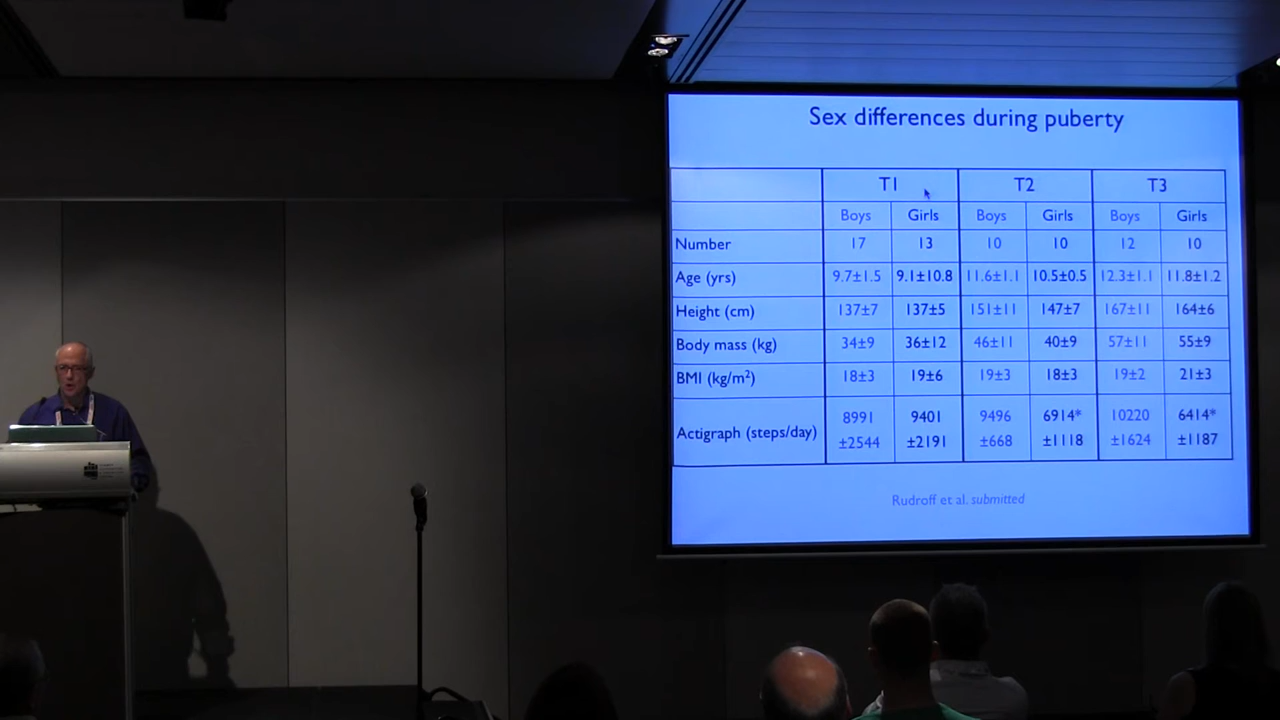 Sex differences during puberty
T1 T2 T3
Boys Girls Boys Girls Boys Girls
Number 17 13 10 10 12 10
Age (yrs) 9.7±1.5 9.1±10.8 11.6±1.1 10.5±0.5 12.3±1.1 11.8±1.2
Height (cm) 137±7 137±5 151±11 147±7 167±11 164±6
Body mass (kg) 34±9 36±12 46±11 40±9 57±11 55±9
BMI (kg/m²) 18±3 19±6 19±3 18±3 19±2 21±3
8991 9401 9496 6914* 10220 6414*
Actigraph (steps/day)
±2544 ±2191 ±668 ±1118 ±1624 ±1187
Rudroff et al. submitted